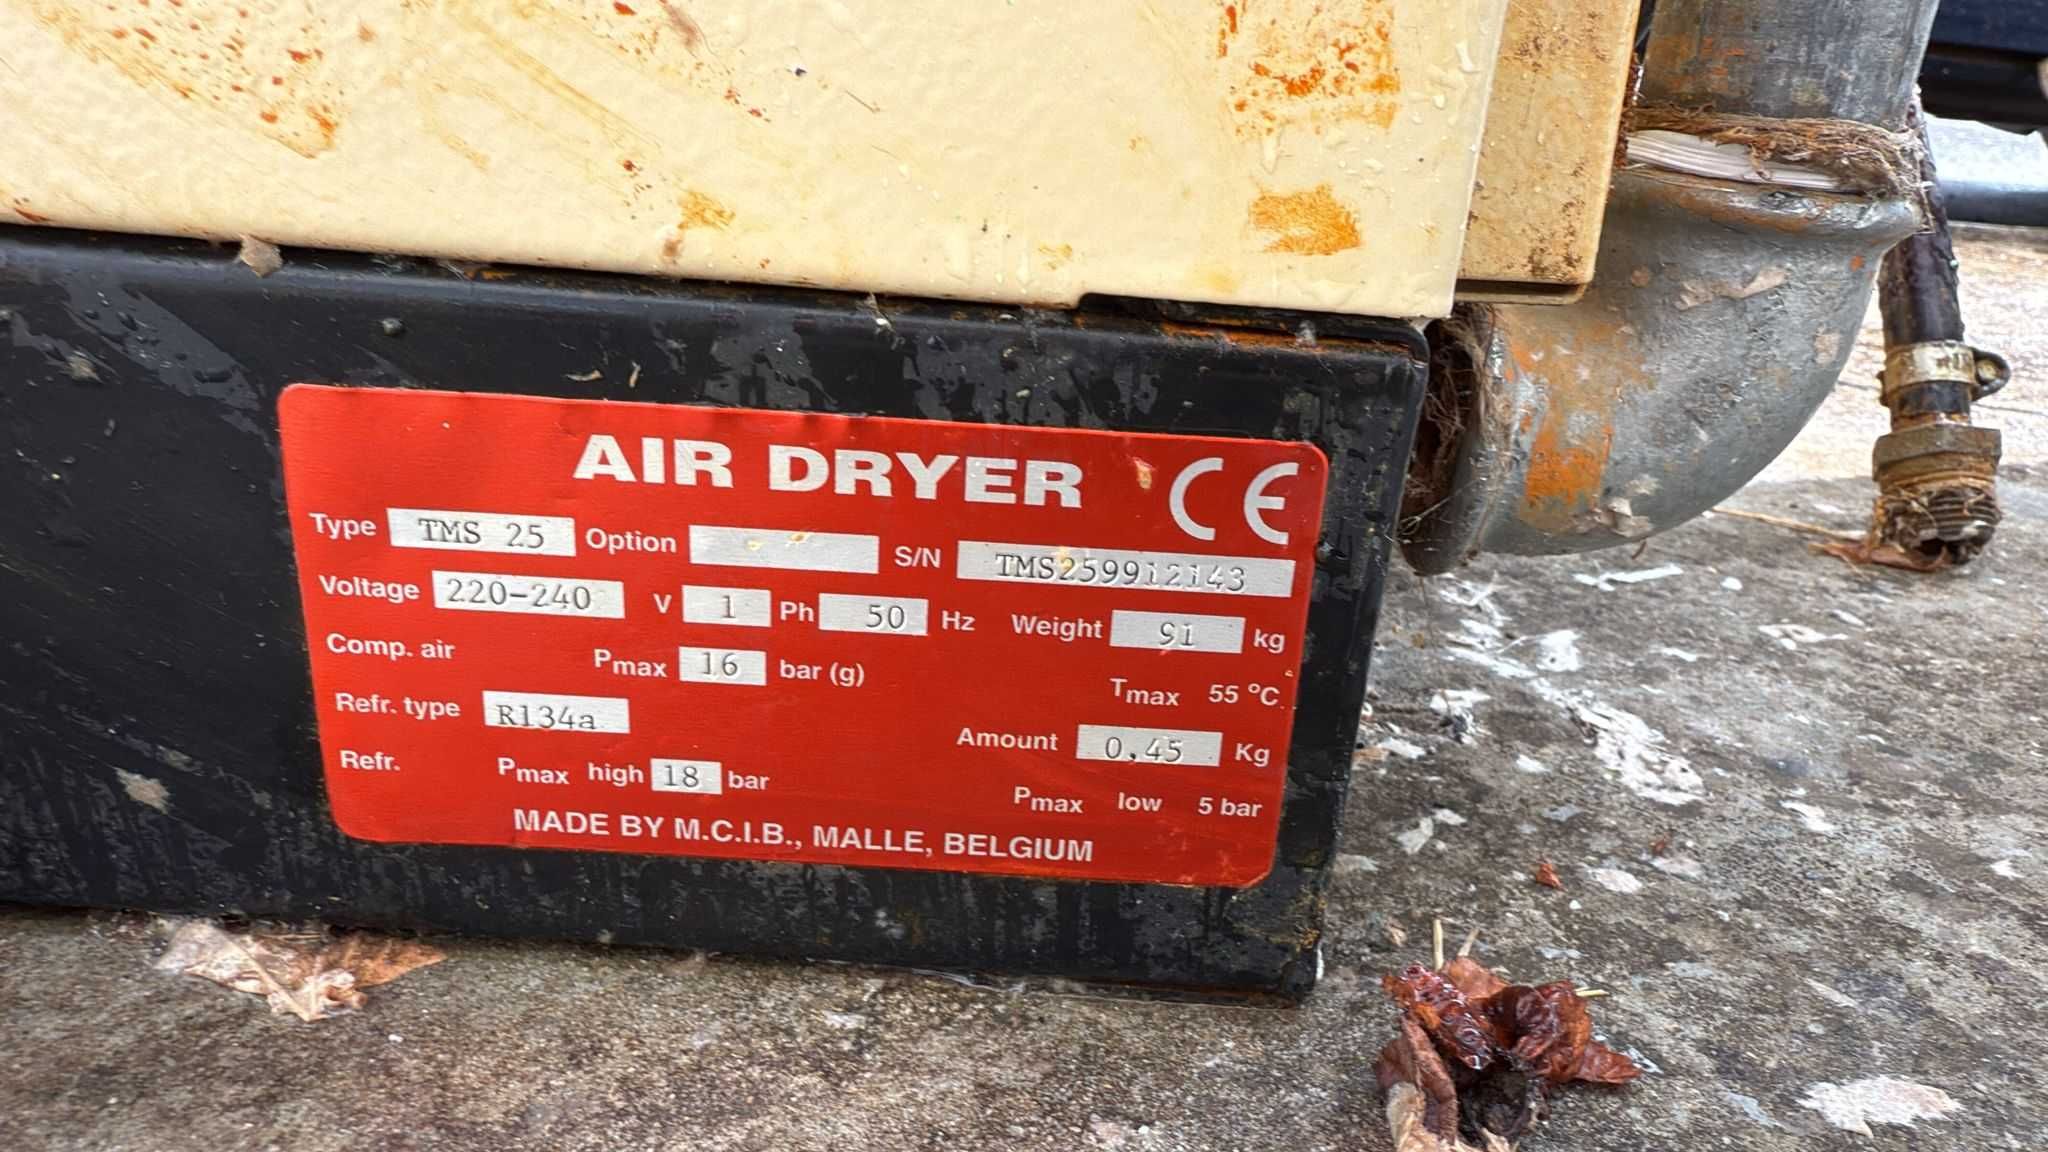 AIR DRYER CE
Type TMS 25 Option S/N TMS259912143
Voltage 220-240 V 1 Ph 50 Hz Weight 91 kg
Comp. air Pmax 16 bar (g) Tmax 55 °C
Refr. type R134a Amount 0,45 Kg
Refr. Pmax high 18 bar Pmax low 5 bar
MADE BY M.C.I.B., MALLE, BELGIUM